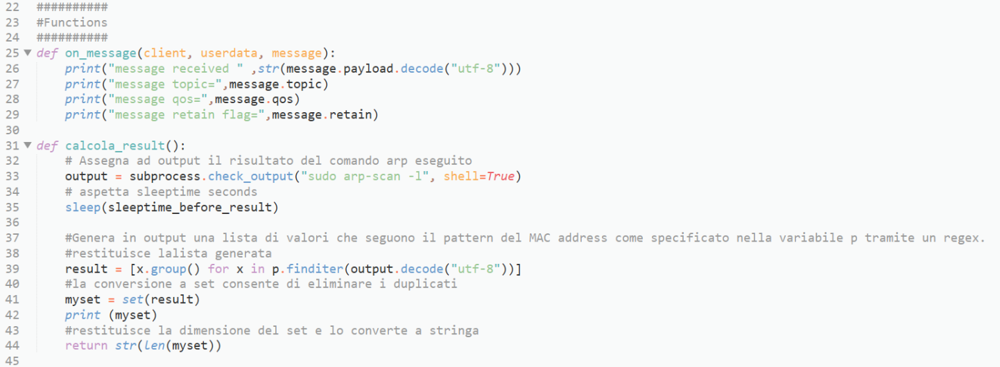 22 ##########
23 #Functions
24 ##########
25 def on_message(client, userdata, message):
26     print("message received " ,str(message.payload.decode("utf-8")))
27     print("message topic=",message.topic)
28     print("message qos=",message.qos)
29     print("message retain flag=",message.retain)
30
31 def calcola_result():
32     # Assegna ad output il risultato del comando arp eseguito
33     output = subprocess.check_output("sudo arp-scan -l", shell=True)
34     # aspetta sleeptime seconds
35     sleep(sleeptime_before_result)
36
37     #Genera in output una lista di valori che seguono il pattern del MAC address come specificato nella variabile p tramite un regex.
38     #restituisce lalista generata
39     result = [x.group() for x in p.finditer(output.decode("utf-8"))]
40     #la conversione a set consente di eliminare i duplicati
41     myset = set(result)
42     print (myset)
43     #restituisce la dimensione del set e lo converte a stringa
44     return str(len(myset))
45